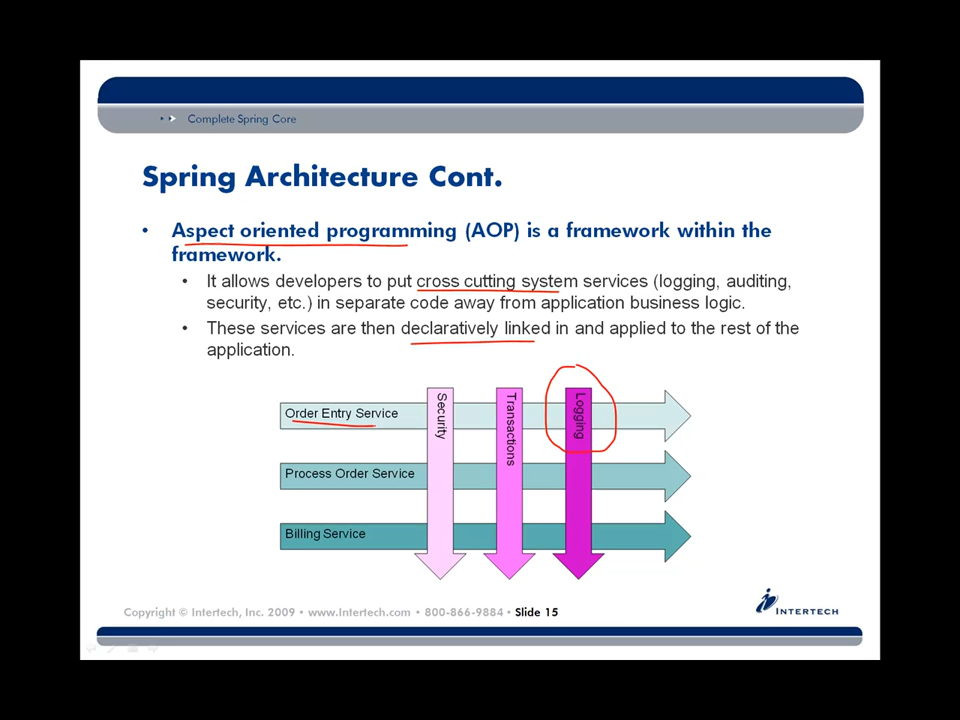 Complete Spring Core
Spring Architecture Cont.
• Aspect oriented programming (AOP) is a framework within the
framework.
• It allows developers to put cross cutting system services (logging, auditing,
security, etc.) in separate code away from application business logic.
• These services are then declaratively linked in and applied to the rest of the
application.
Security
Transactions
Logging
Order Entry Service
Process Order Service
Billing Service
Copyright © Intertech, Inc. 2009 • www.Intertech.com • 800-866-9884 • Slide 15
INTERTECH